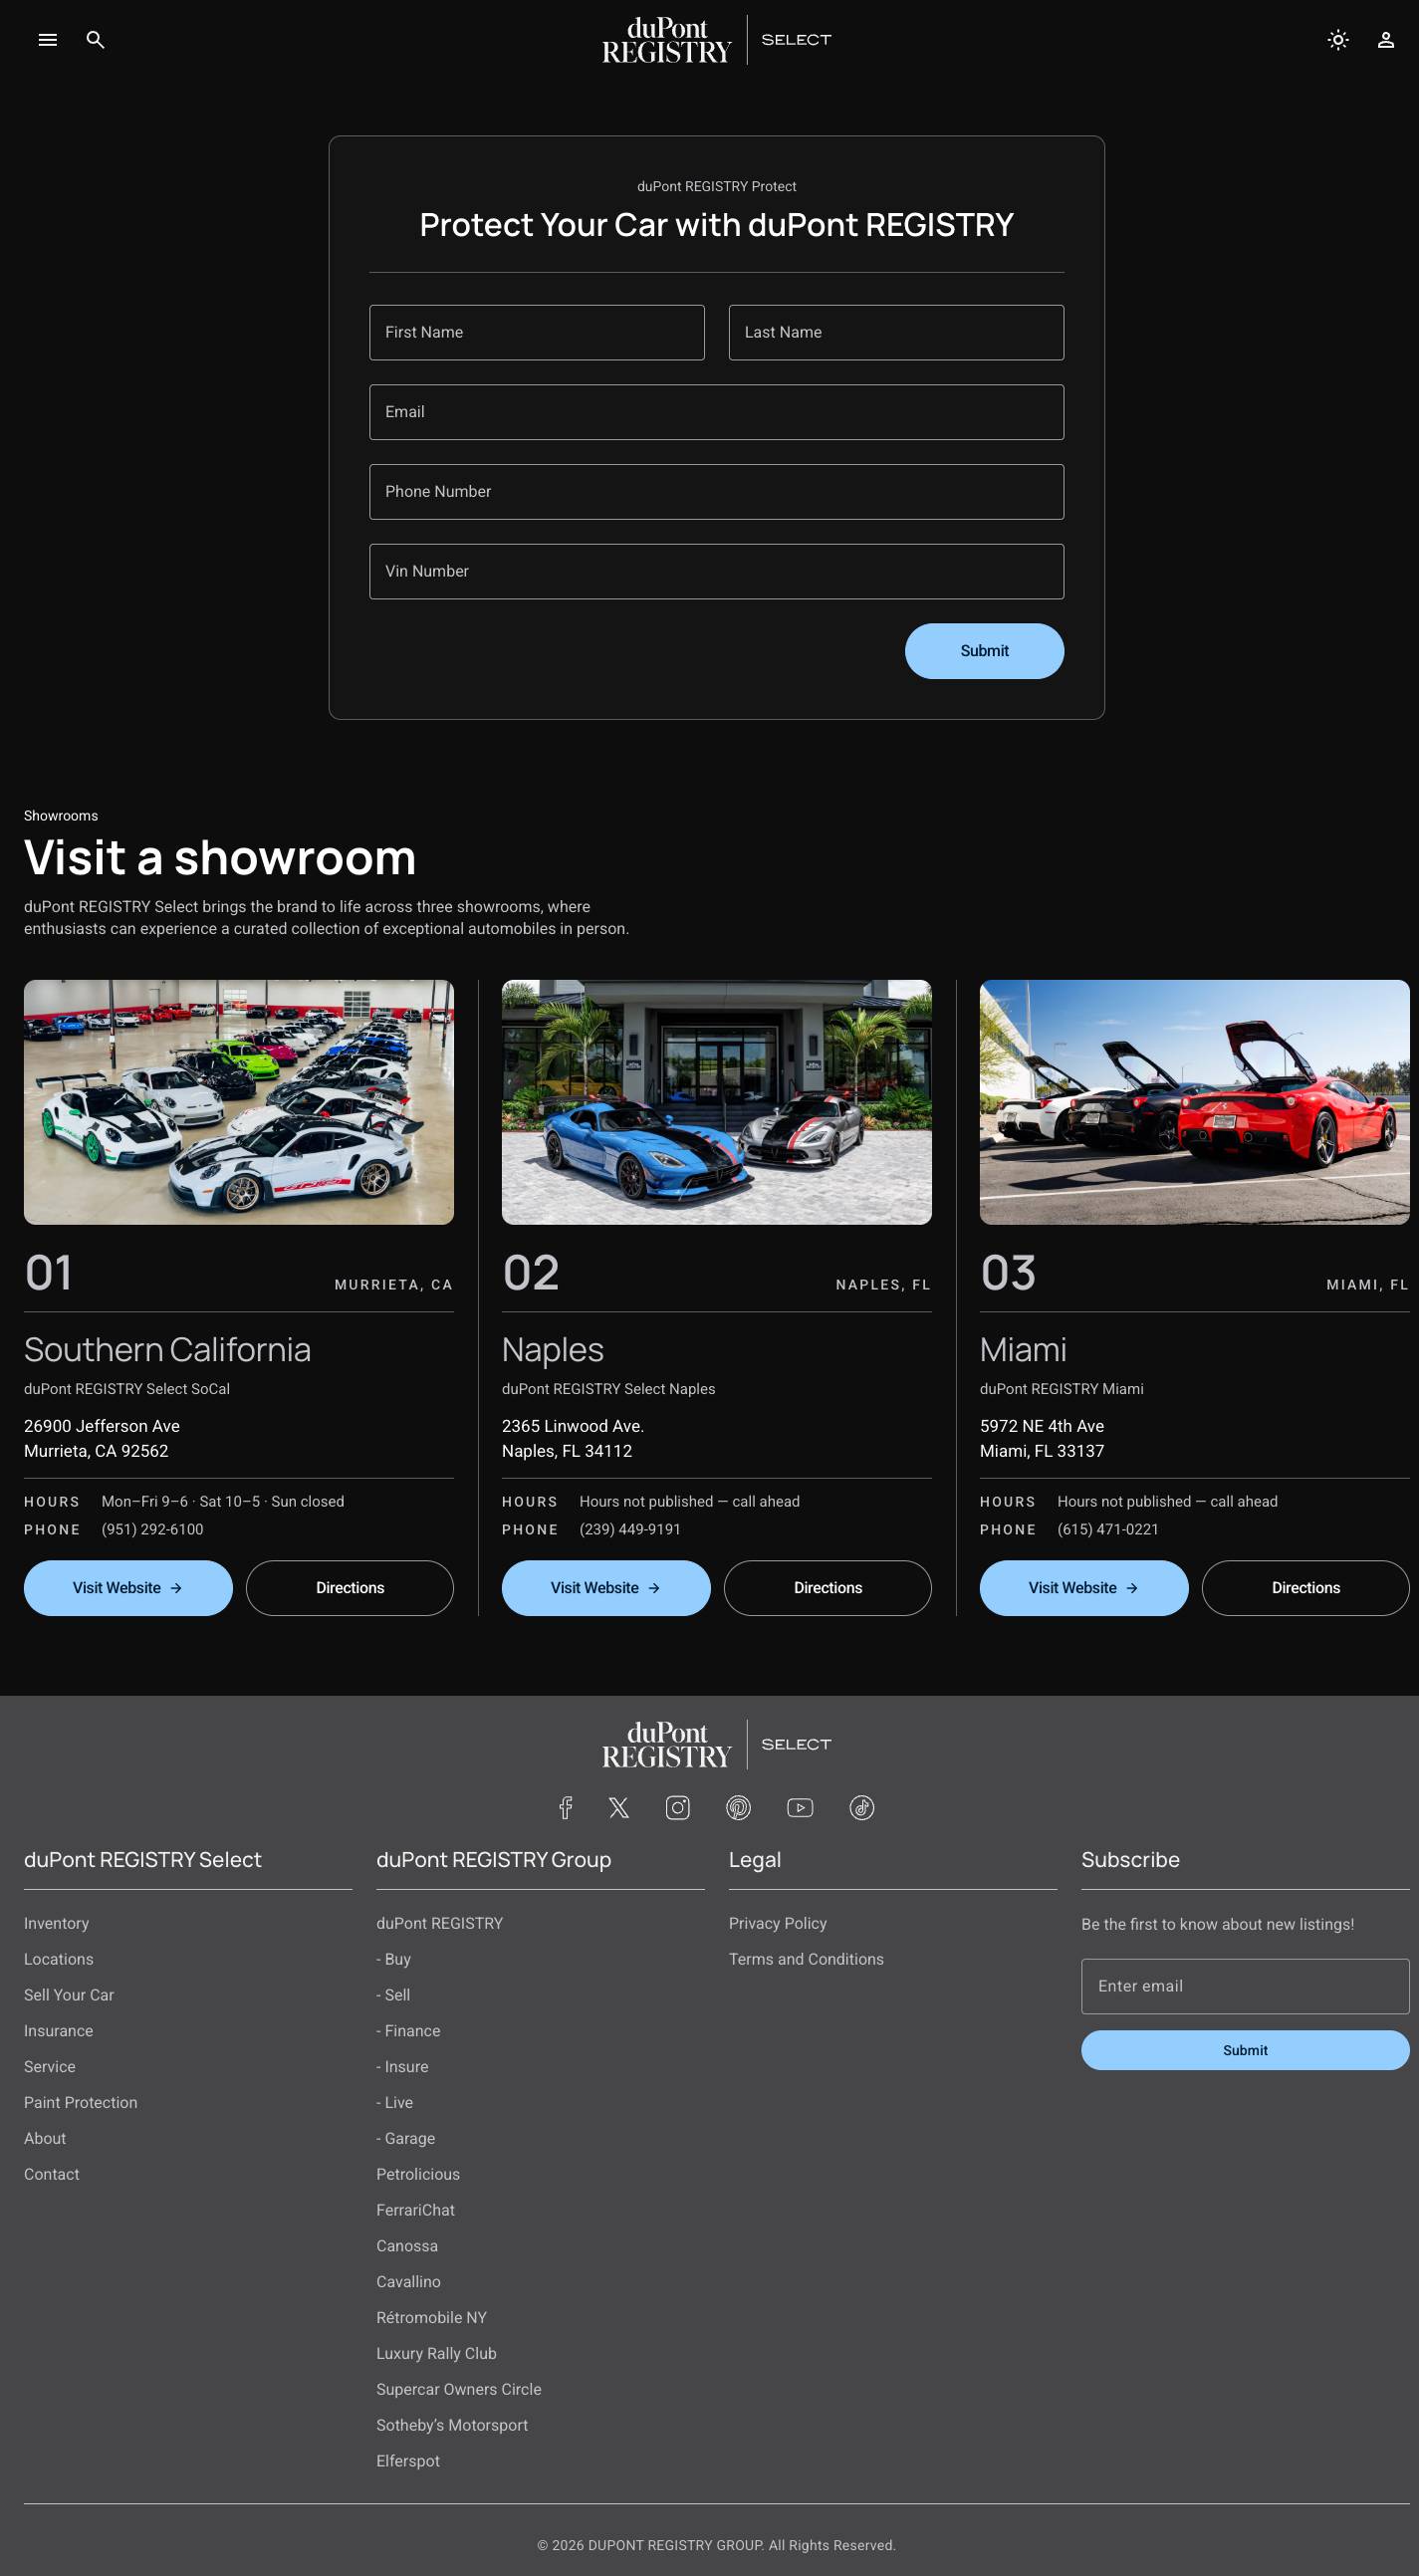 duPont
REGISTRY
SELECT
duPont REGISTRY Protect
Protect Your Car with duPont REGISTRY
First Name
Last Name
Email
Phone Number
Vin Number
Submit
Showrooms
Visit a showroom
duPont REGISTRY Select brings the brand to life across three showrooms, where
enthusiasts can experience a curated collection of exceptional automobiles in person.
01
MURRIETA, CA
Southern California
duPont REGISTRY Select SoCal
26900 Jefferson Ave
Murrieta, CA 92562
HOURS Mon–Fri 9–6 · Sat 10–5 · Sun closed
PHONE (951) 292-6100
Visit Website →
Directions
02
NAPLES, FL
Naples
duPont REGISTRY Select Naples
2365 Linwood Ave.
Naples, FL 34112
HOURS Hours not published — call ahead
PHONE (239) 449-9191
Visit Website →
Directions
03
MIAMI, FL
Miami
duPont REGISTRY Miami
5972 NE 4th Ave
Miami, FL 33137
HOURS Hours not published — call ahead
PHONE (615) 471-0221
Visit Website →
Directions
duPont
REGISTRY
SELECT
duPont REGISTRY Select
Inventory
Locations
Sell Your Car
Insurance
Service
Paint Protection
About
Contact
duPont REGISTRY Group
duPont REGISTRY
- Buy
- Sell
- Finance
- Insure
- Live
- Garage
Petrolicious
FerrariChat
Canossa
Cavallino
Rétromobile NY
Luxury Rally Club
Supercar Owners Circle
Sotheby’s Motorsport
Elferspot
Legal
Privacy Policy
Terms and Conditions
Subscribe
Be the first to know about new listings!
Enter email
Submit
© 2026 DUPONT REGISTRY GROUP. All Rights Reserved.